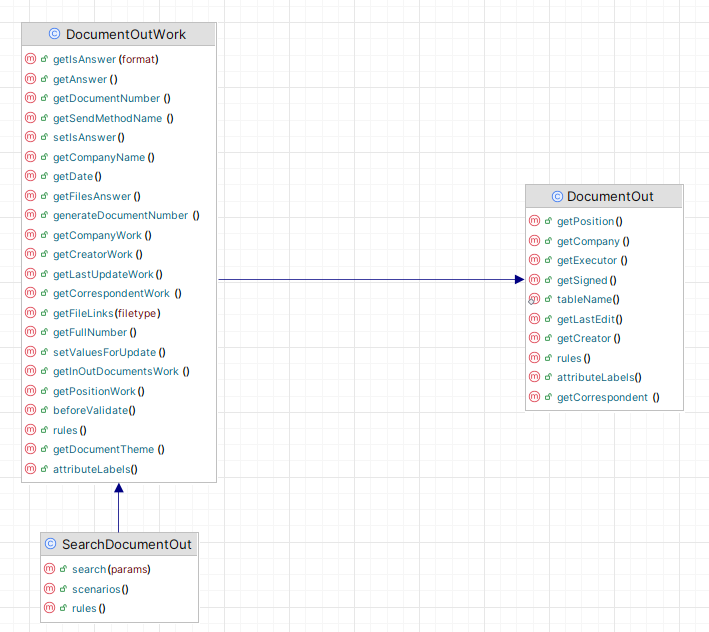 DocumentOutWork
getIsAnswer(format)
getAnswer()
getDocumentNumber()
getSendMethodName()
setIsAnswer()
getCompanyName()
getDate()
getFilesAnswer()
generateDocumentNumber()
getCompanyWork()
getCreatorWork()
getLastUpdateWork()
getCorrespondentWork()
getFileLinks(filetype)
getFullNumber()
setValuesForUpdate()
getInOutDocumentsWork()
getPositionWork()
beforeValidate()
rules()
getDocumentTheme()
attributeLabels()
DocumentOut
getPosition()
getCompany()
getExecutor()
getSigned()
tableName()
getLastEdit()
getCreator()
rules()
attributeLabels()
getCorrespondent()
SearchDocumentOut
search(params)
scenarios()
rules()